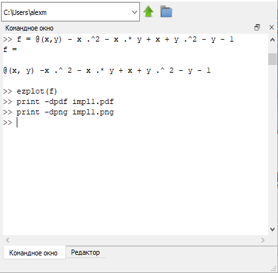 C:\Users\alexm
Командное окно
>> f = @(x,y) - x .^2 - x .* y + x + y .^2 - y - 1
f =
@(x, y) -x .^ 2 - x .* y + x + y .^ 2 - y - 1
>> ezplot(f)
>> print -dpdf impl1.pdf
>> print -dpng impl1.png
>>
Командное окно Редактор